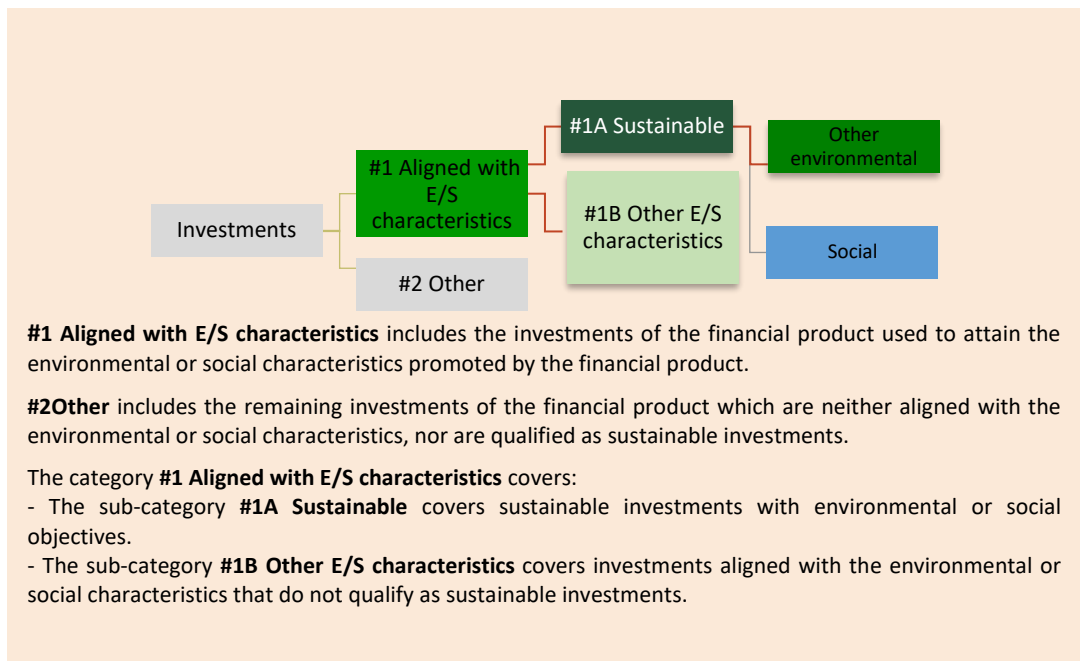 #1A Sustainable
Other
environmental
#1 Aligned with
E/S
characteristics
#1B Other E/S
characteristics
Investments
Social
#2 Other
#1 Aligned with E/S characteristics includes the investments of the financial product used to attain the
environmental or social characteristics promoted by the financial product.
#2Other includes the remaining investments of the financial product which are neither aligned with the
environmental or social characteristics, nor are qualified as sustainable investments.
The category #1 Aligned with E/S characteristics covers:
- The sub-category #1A Sustainable covers sustainable investments with environmental or social
objectives.
- The sub-category #1B Other E/S characteristics covers investments aligned with the environmental or
social characteristics that do not qualify as sustainable investments.